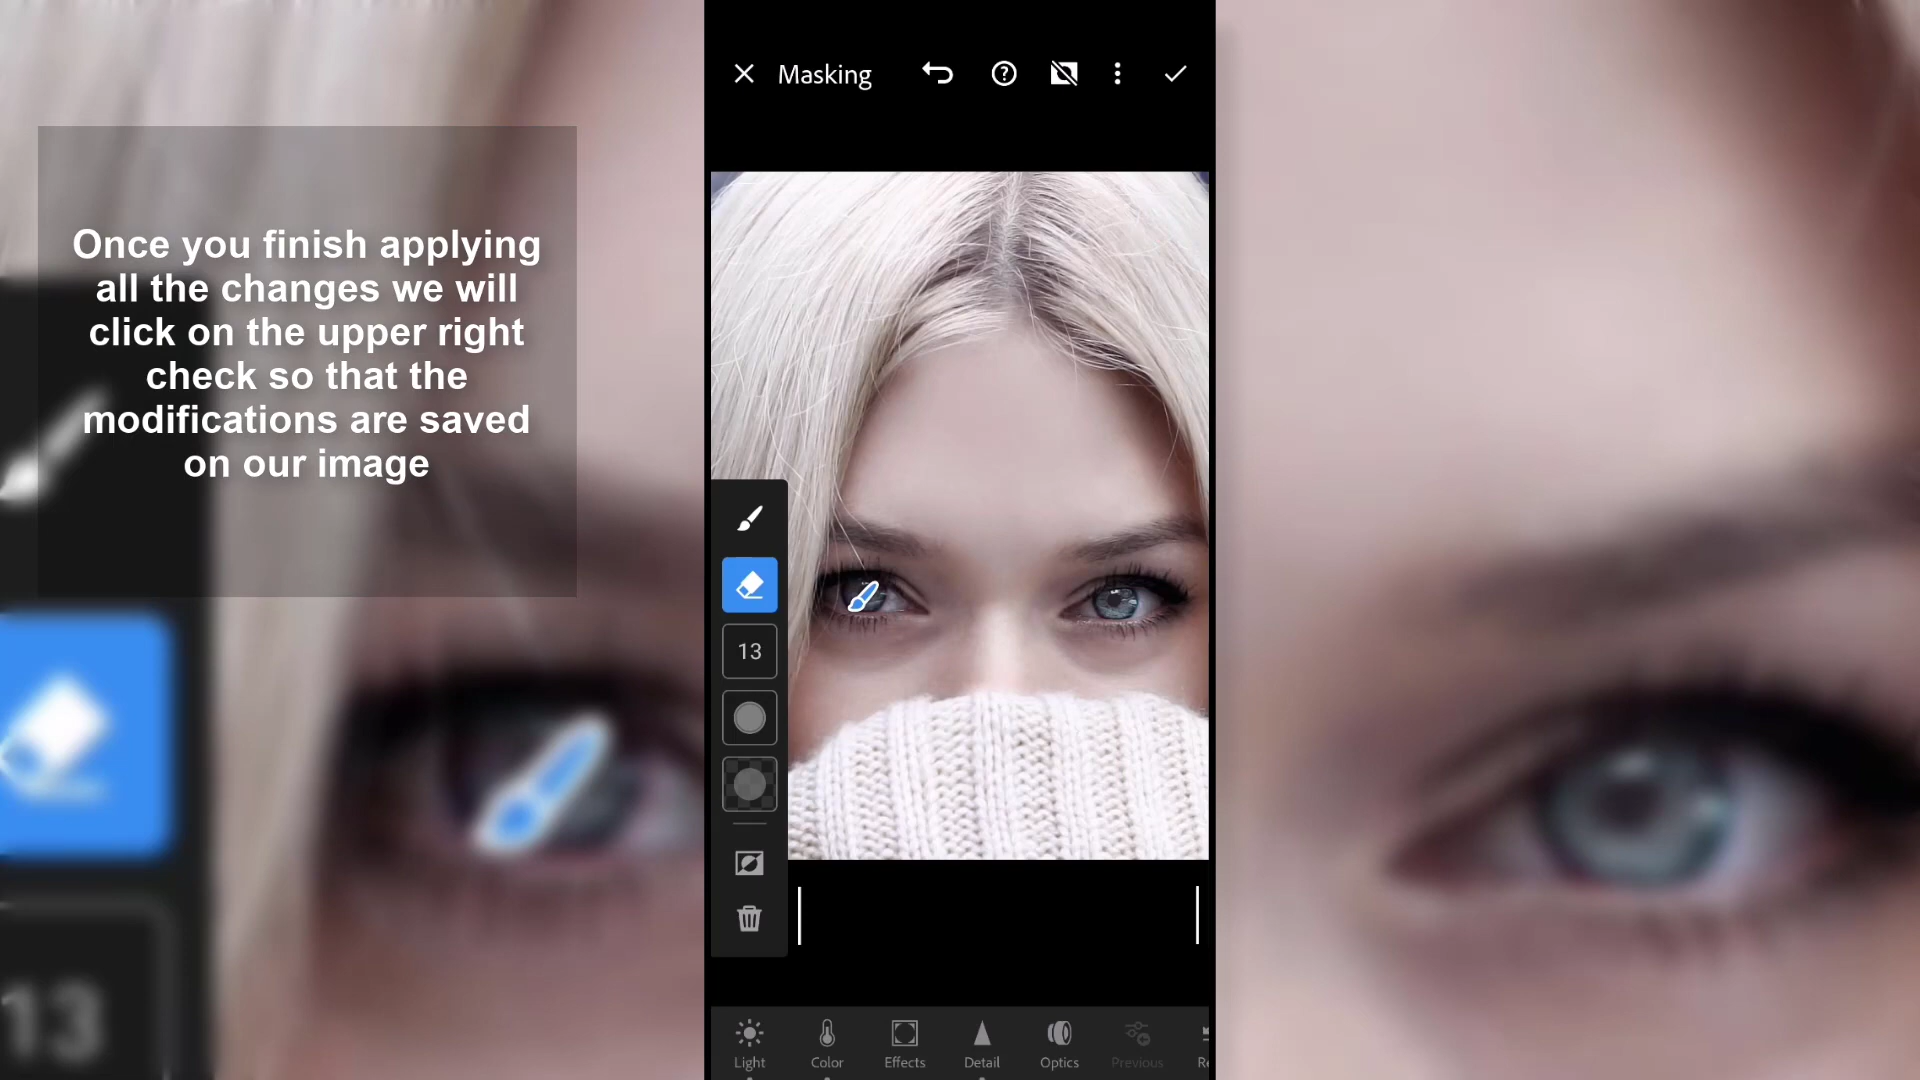 Once you finish applying
all the changes we will
click on the upper right
check so that the
modifications are saved
on our image
Masking
13
13
Light
Color
Effects
Detail
Optics
Previous